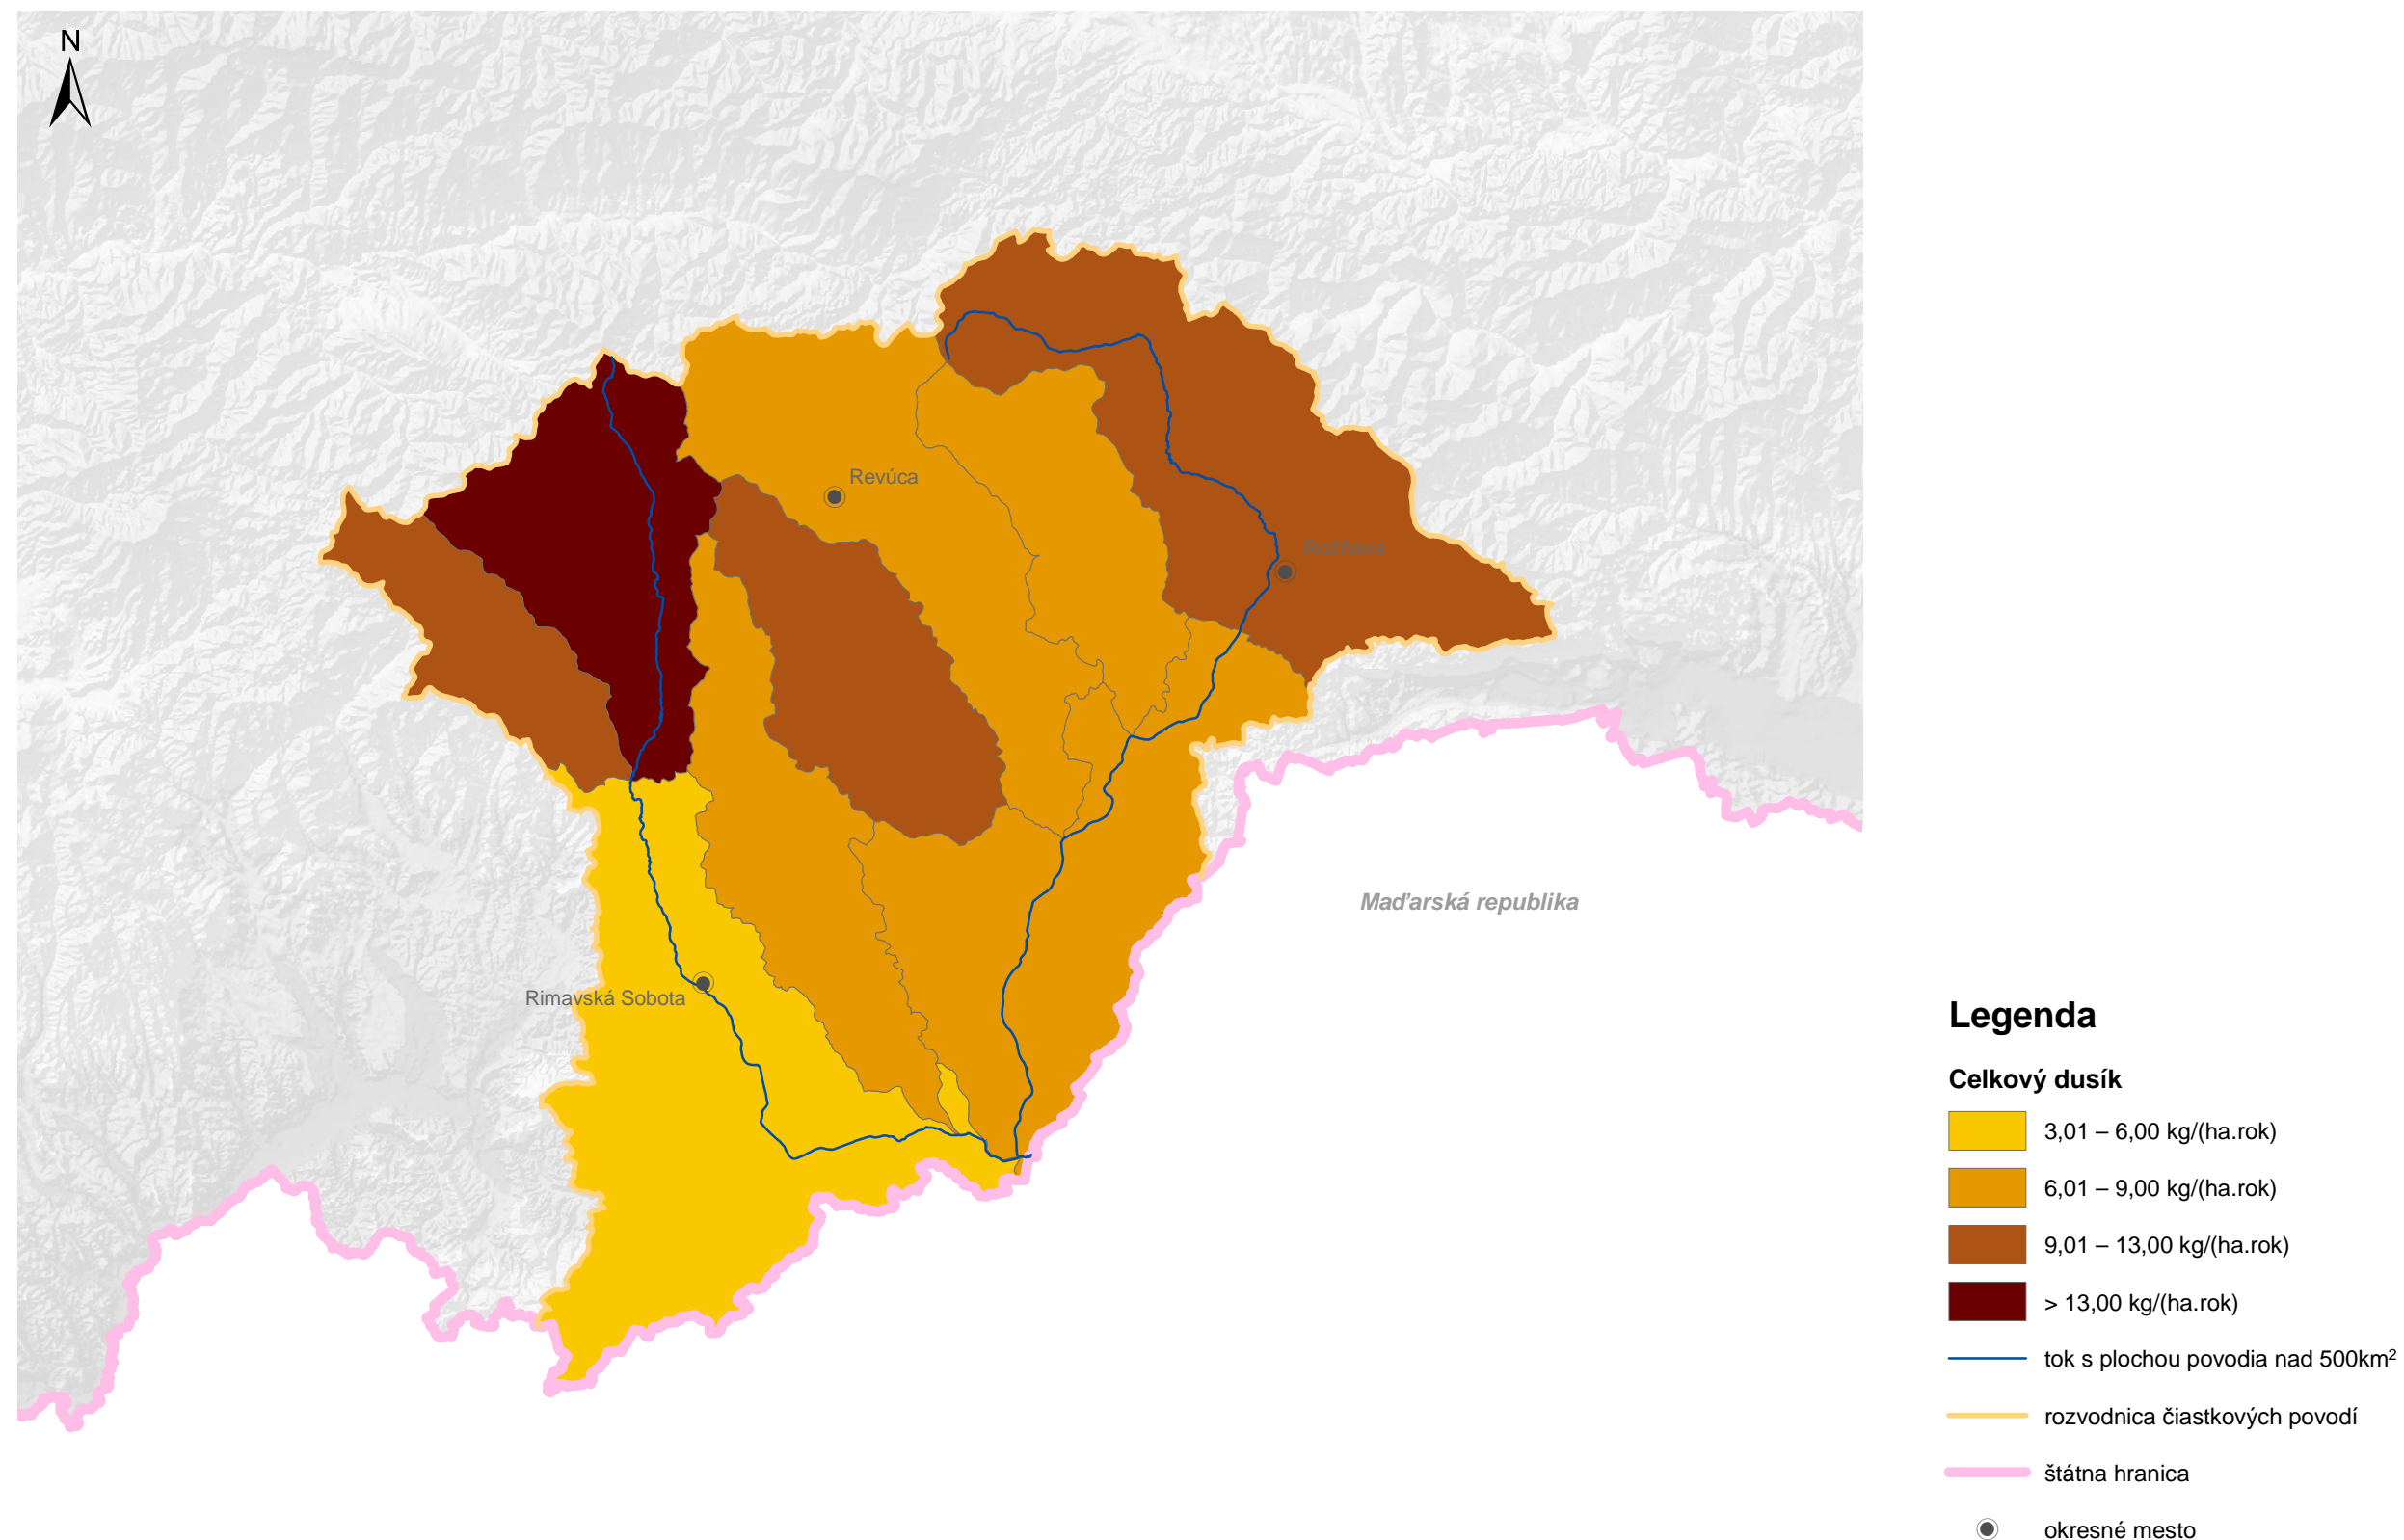 N
Revúca
Rožňava
Maďarská republika
Rimavská Sobota
Legenda
Celkový dusík
3,01 – 6,00 kg/(ha.rok)
6,01 – 9,00 kg/(ha.rok)
9,01 – 13,00 kg/(ha.rok)
> 13,00 kg/(ha.rok)
tok s plochou povodia nad 500km²
rozvodnica čiastkových povodí
štátna hranica
okresné mesto